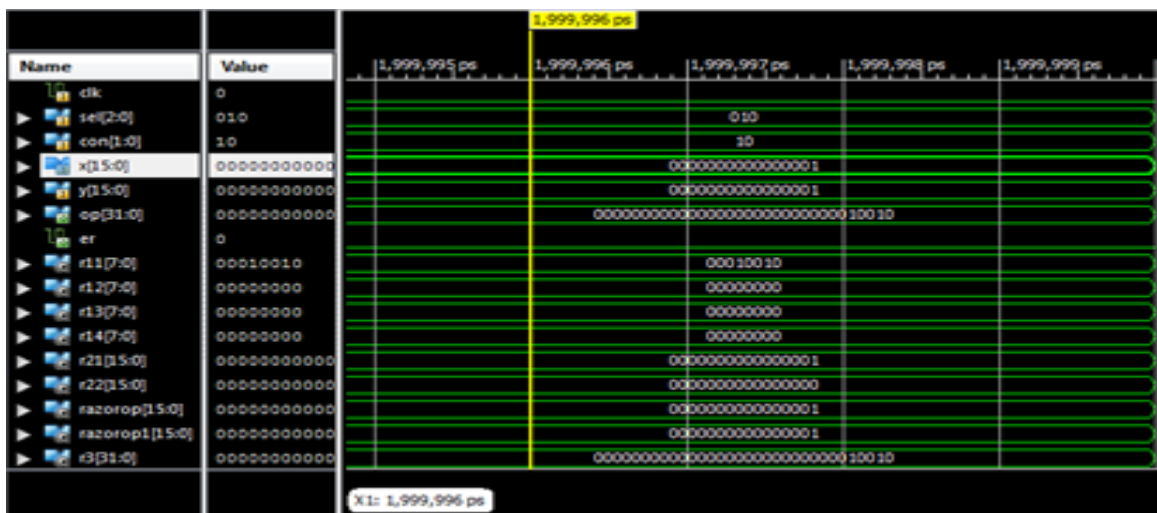 1,999,996 ps
Name Value 1,999,995 ps 1,999,996 ps 1,999,997 ps 1,999,998 ps 1,999,999 ps
clk 0
sel[2:0] 010 010
con[1:0] 10 10
x[15:0] 00000000000 0000000000000001
y[15:0] 00000000000 0000000000000001
op[31:0] 00000000000 00000000000000000000000000010010
er 0
r11[7:0] 00010010 00010010
r12[7:0] 00000000 00000000
r13[7:0] 00000000 00000000
r14[7:0] 00000000 00000000
r21[15:0] 00000000000 0000000000000001
r22[15:0] 00000000000 0000000000000000
razorop[15:0] 00000000000 0000000000000001
razorop1[15:0] 00000000000 0000000000000001
r3[31:0] 00000000000 00000000000000000000000000010010
X1: 1,999,996 ps